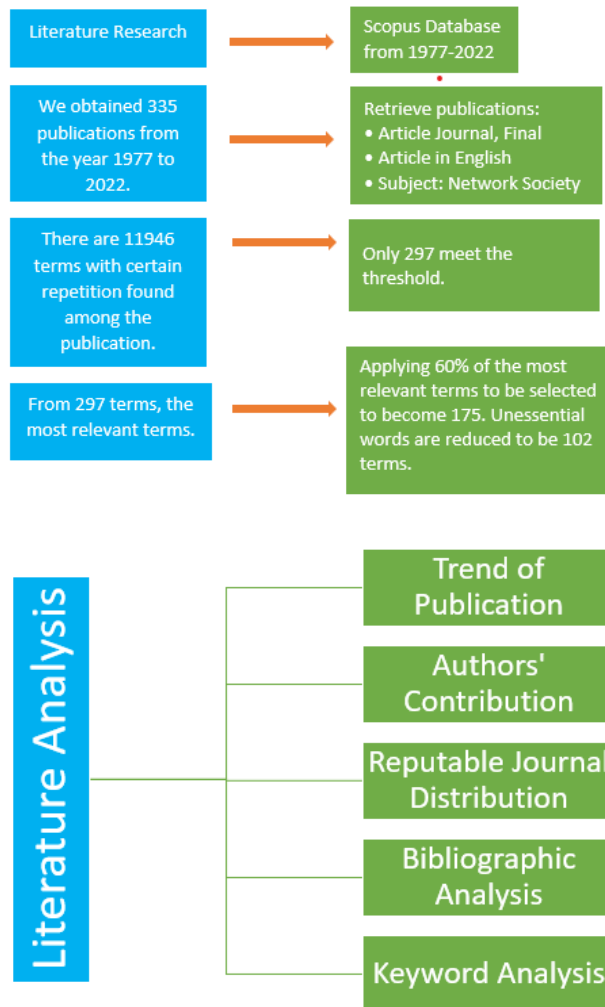 Literature Research
Scopus Database
from 1977-2022
We obtained 335
publications from
the year 1977 to
2022.
Retrieve publications:
• Article Journal, Final
• Article in English
• Subject: Network Society
There are 11946
terms with certain
repetition found
among the
publication.
Only 297 meet the
threshold.
From 297 terms, the
most relevant terms.
Applying 60% of the most
relevant terms to be selected
to become 175. Unessential
words are reduced to be 102
terms.
Literature Analysis
Trend of
Publication
Authors'
Contribution
Reputable Journal
Distribution
Bibliographic
Analysis
Keyword Analysis